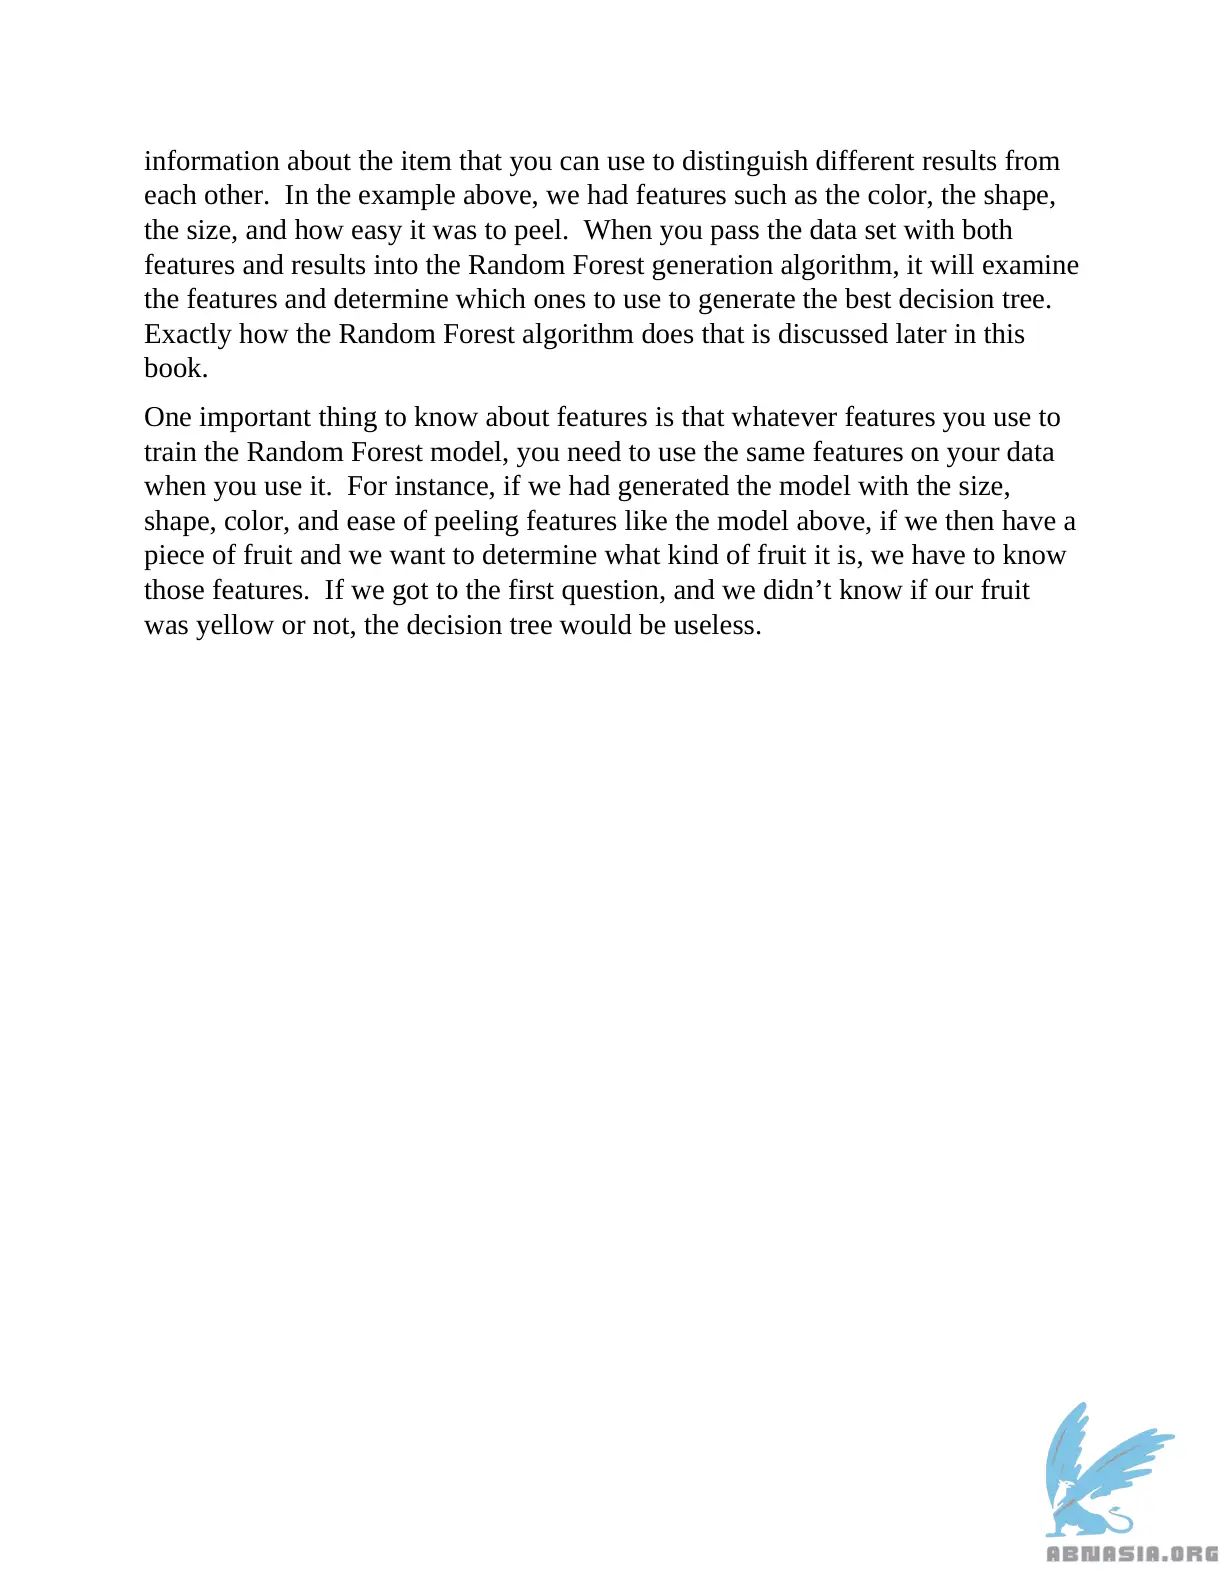 information about the item that you can use to distinguish different results from
each other.  In the example above, we had features such as the color, the shape,
the size, and how easy it was to peel.  When you pass the data set with both
features and results into the Random Forest generation algorithm, it will examine
the features and determine which ones to use to generate the best decision tree.
Exactly how the Random Forest algorithm does that is discussed later in this
book.
One important thing to know about features is that whatever features you use to
train the Random Forest model, you need to use the same features on your data
when you use it.  For instance, if we had generated the model with the size,
shape, color, and ease of peeling features like the model above, if we then have a
piece of fruit and we want to determine what kind of fruit it is, we have to know
those features.  If we got to the first question, and we didn’t know if our fruit
was yellow or not, the decision tree would be useless.
ABNASIA.ORG